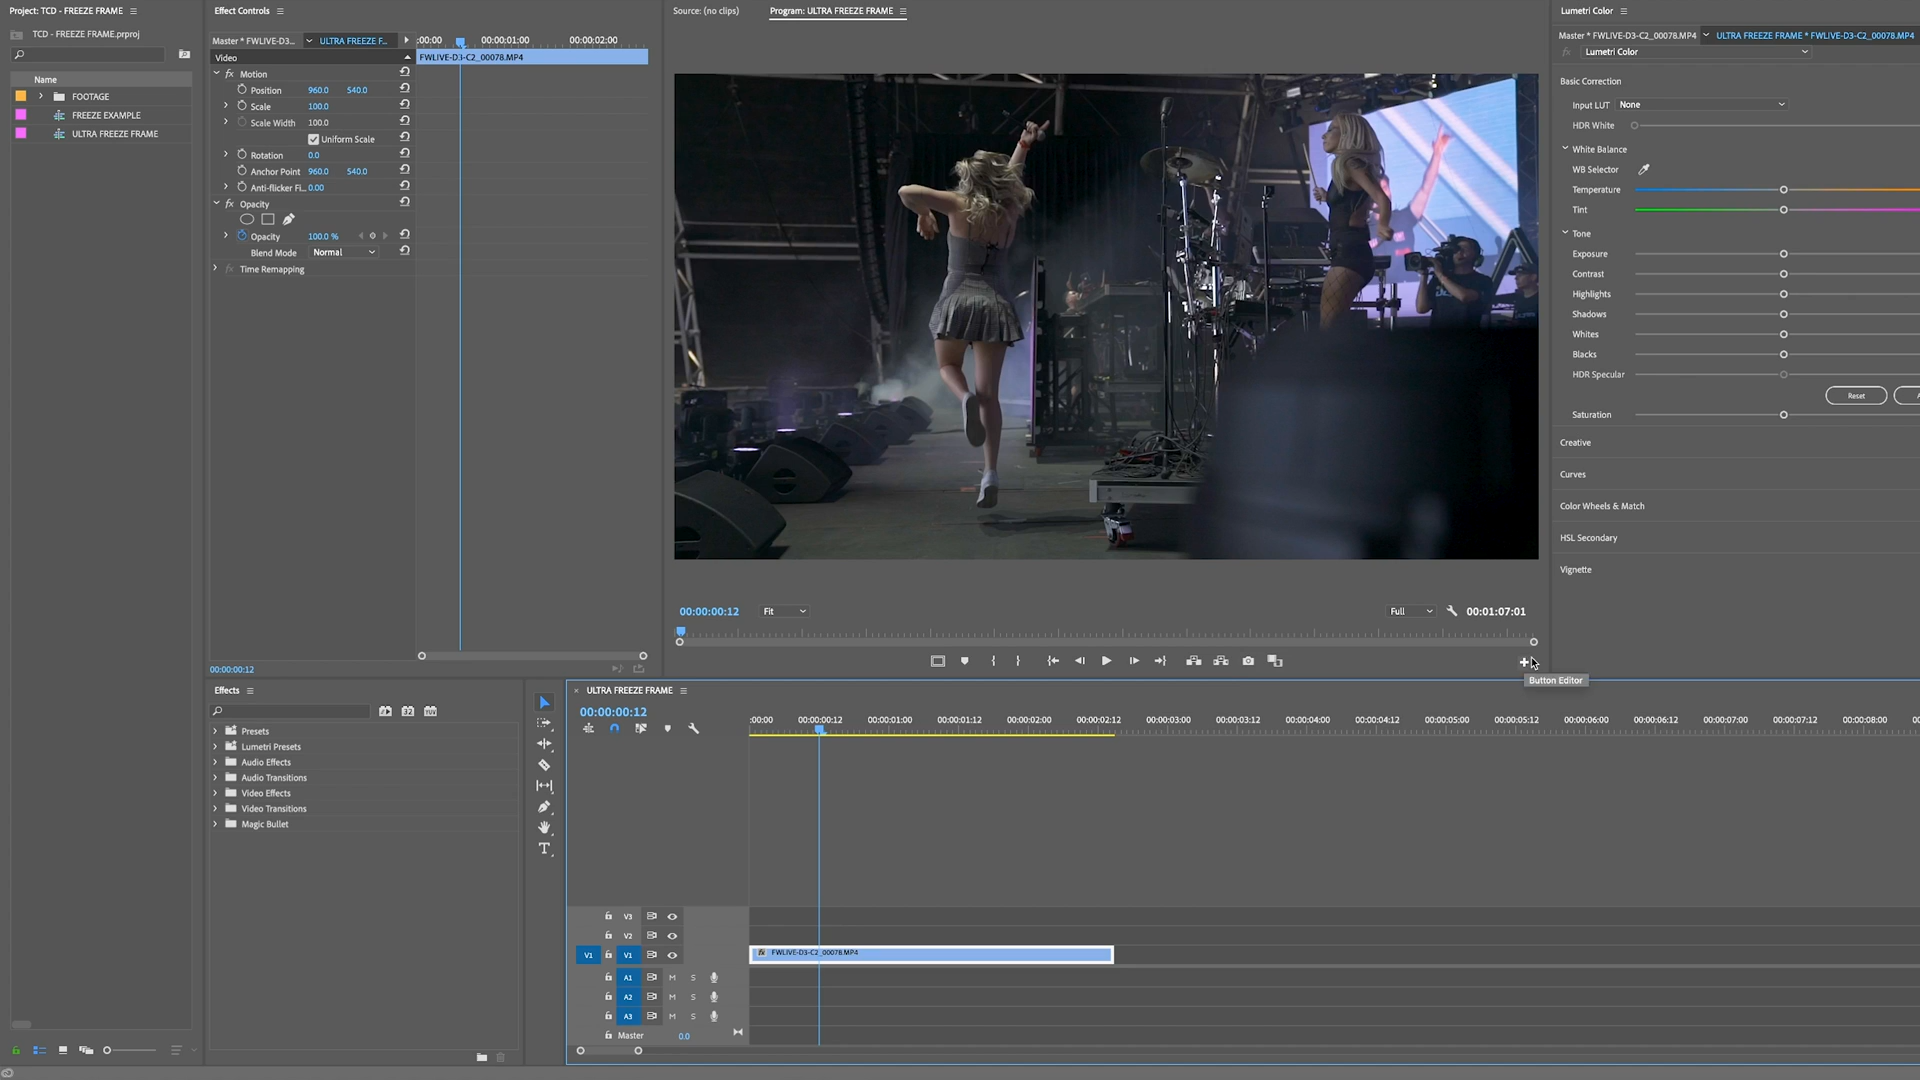 Project: TCD - FREEZE FRAME
TCD - FREEZE FRAME.prproj
Name
FOOTAGE
FREEZE EXAMPLE
ULTRA FREEZE FRAME
Effect Controls
Master * FWLIVE-D3...
ULTRA FREEZE F...
:00:00
00:00:01:00
00:00:02:00
Video
FWLIVE-D3-C2_00078.MP4
fx Motion
Position 960.0 540.0
Scale 100.0
Scale Width 100.0
Uniform Scale
Rotation 0.0
Anchor Point 960.0 540.0
Anti-flicker Fi... 0.00
fx Opacity
Opacity 100.0 %
Blend Mode Normal
fx Time Remapping
00:00:00:12
Source: (no clips)
Program: ULTRA FREEZE FRAME
00:00:00:12
Fit
Full
00:01:07:01
Button Editor
Lumetri Color
Master * FWLIVE-D3-C2_00078.MP4
ULTRA FREEZE FRAME * FWLIVE-D3-C2_00078.MP4
fx Lumetri Color
Basic Correction
Input LUT None
HDR White
White Balance
WB Selector
Temperature
Tint
Tone
Exposure
Contrast
Highlights
Shadows
Whites
Blacks
HDR Specular
Reset
Saturation
Creative
Curves
Color Wheels & Match
HSL Secondary
Vignette
Effects
Presets
Lumetri Presets
Audio Effects
Audio Transitions
Video Effects
Video Transitions
Magic Bullet
ULTRA FREEZE FRAME
00:00:00:12
:00:00
00:00:00:12
00:00:01:00
00:00:01:12
00:00:02:00
00:00:02:12
00:00:03:00
00:00:03:12
00:00:04:00
00:00:04:12
00:00:05:00
00:00:05:12
00:00:06:00
00:00:06:12
00:00:07:00
00:00:07:12
00:00:08:00
V3
V2
V1 V1
fx FWLIVE-D3-C2_00078.MP4
A1 M S
A2 M S
A3 M S
Master 0.0